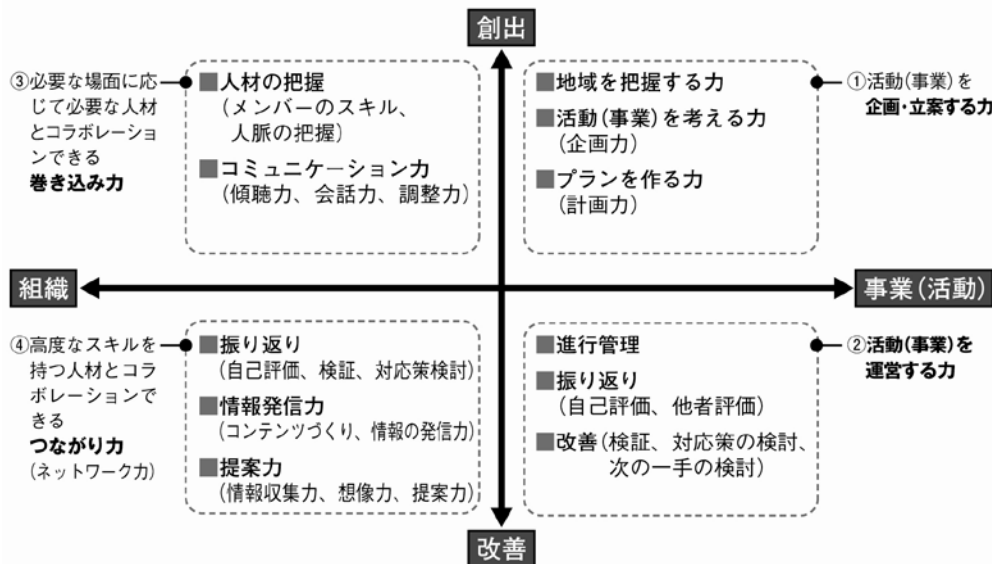 創出
③必要な場面に応
じて必要な人材
とコラボレーショ
ンできる
巻き込み力
■人材の把握
(メンバーのスキル、
人脈の把握)
■コミュニケーション力
(傾聴力、会話力、調整力)
■地域を把握する力
■活動(事業)を考える力
(企画力)
■プランを作る力
(計画力)
①活動(事業)を
企画・立案する力
組織
事業(活動)
④高度なスキルを
持つ人材とコラ
ボレーションで
きる
つながり力
(ネットワーク力)
■振り返り
(自己評価、検証、対応策検討)
■情報発信力
(コンテンツづくり、情報の発信力)
■提案力
(情報収集力、想像力、提案力)
■進行管理
■振り返り
(自己評価、他者評価)
■改善(検証、対応策の検討、
次の一手の検討)
②活動(事業)を
運営する力
改善